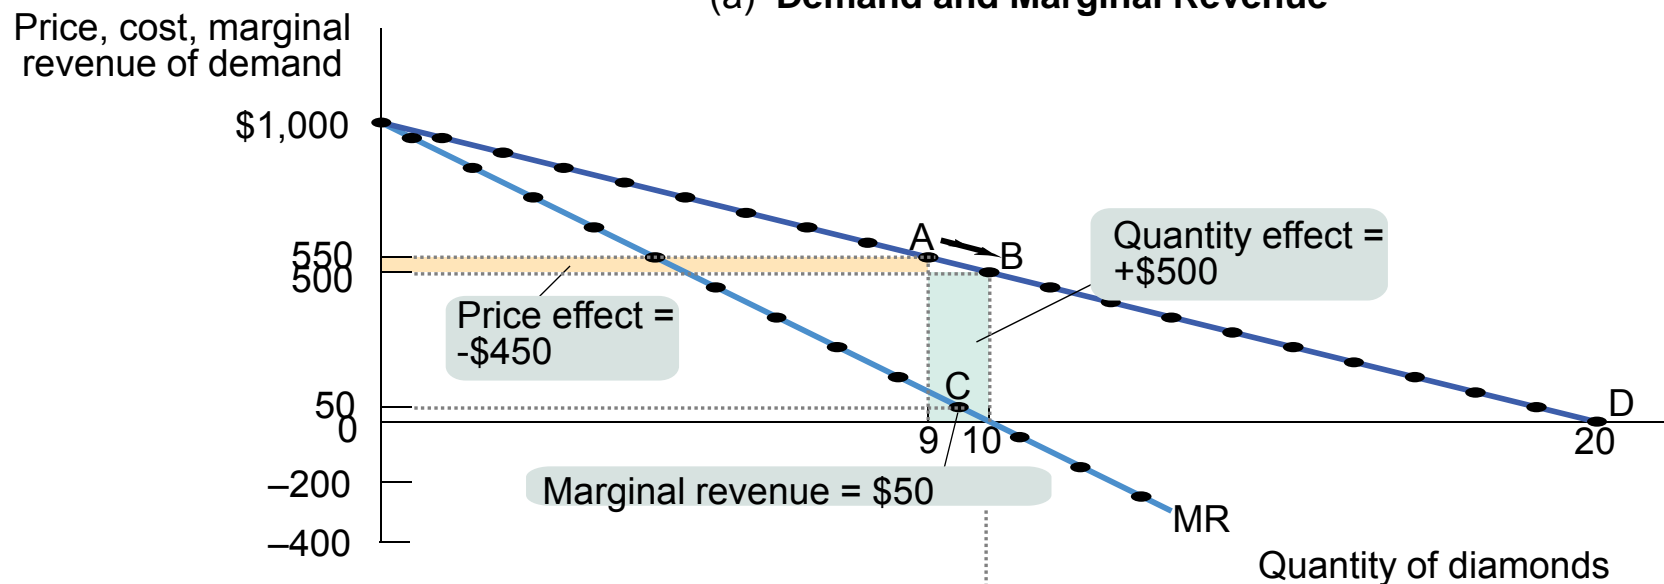 (a) Demand and Marginal Revenue
Price, cost, marginal
revenue of demand
$1,000
550
500
50
0
–200
–400
A
B
C
D
MR
Quantity effect =
+$500
Price effect =
-$450
Marginal revenue = $50
9 10
20
Quantity of diamonds